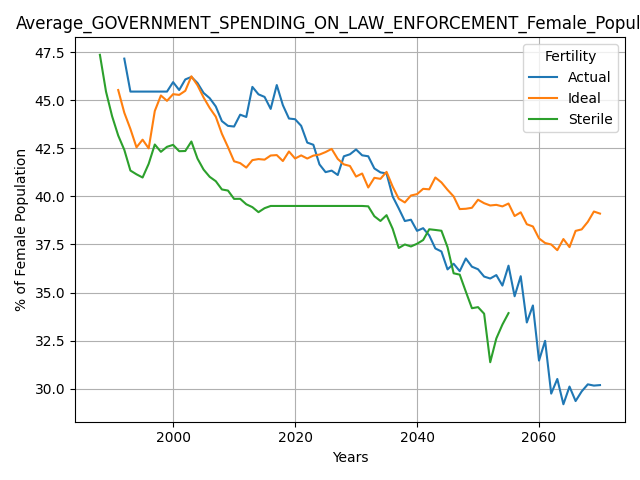 Average_GOVERNMENT_SPENDING_ON_LAW_ENFORCEMENT_Female_Popul
Fertility
Actual
Ideal
Sterile
% of Female Population
47.5
45.0
42.5
40.0
37.5
35.0
32.5
30.0
2000
2020
2040
2060
Years